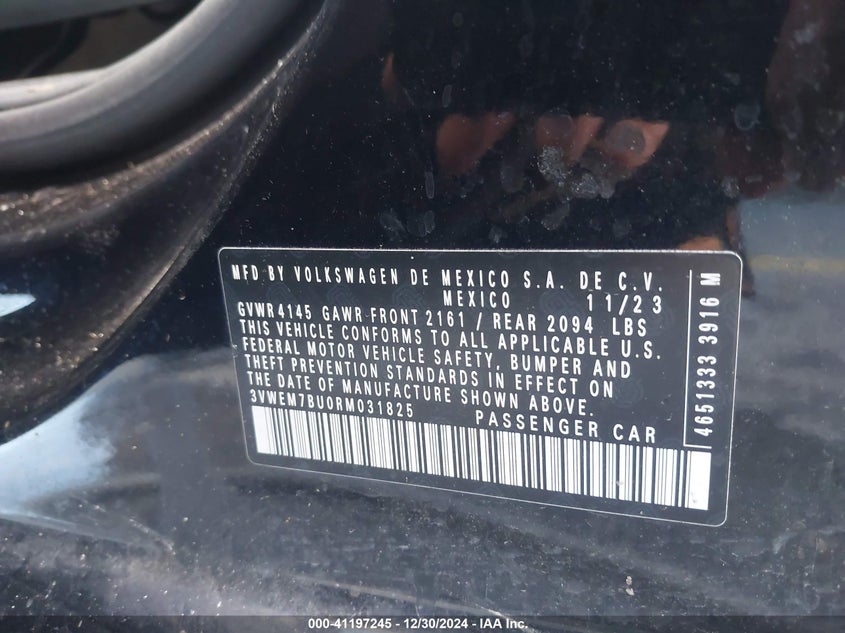 MFD BY VOLKSWAGEN DE MEXICO S.A. DE C.V.
MEXICO 11/23
GVWR 4145 GAWR FRONT 2161 / REAR 2094 LBS
THIS VEHICLE CONFORMS TO ALL APPLICABLE U.S.
FEDERAL MOTOR VEHICLE SAFETY, BUMPER AND
THEFT PREVENTION STANDARDS IN EFFECT ON
THE DATE OF MANUFACTURE SHOWN ABOVE.
3VWEM7BU0RM031825 PASSENGER CAR
4651333 3916 M
000-41197245 - 12/30/2024 - IAA Inc.